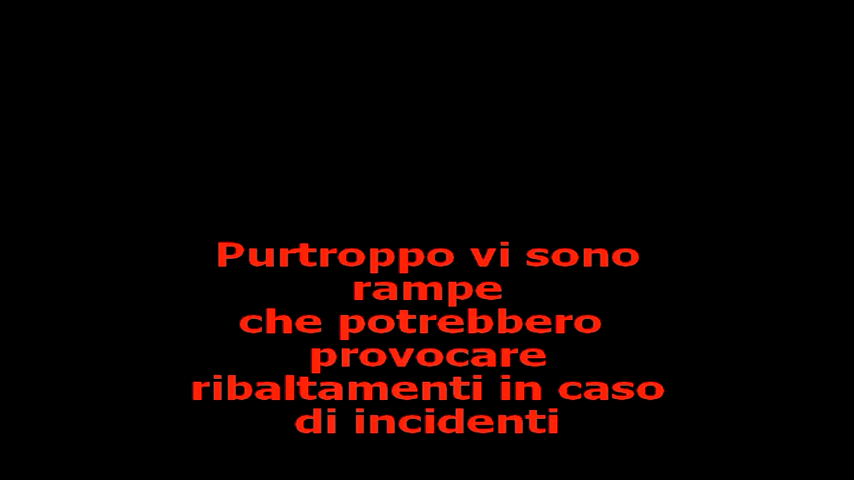 Purtroppo vi sono
rampe
che potrebbero
provocare
ribaltamenti in caso
di incidenti